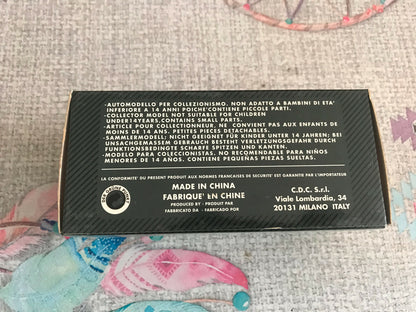 ·AUTOMODELLO PER COLLEZIONISMO. NON ADATTO A BAMBINI DI ETA'
INFERIORE A 14 ANNI POICHE'CONTIENE PICCOLE PARTI.
·COLLECTOR MODEL NOT SUITABLE FOR CHILDREN
UNDER14YEARS,CONTAINS SMALL PARTS.
·ARTICLE POUR COLLECTIONNEUR, NE CONVIENT PAS AUX ENFANTS DE
MOINS DE 14 ANS. PETITES PIECES DETACHABLES.
·SAMMLERMODELL; NICHT GEEIGNET FÜR KINDER UNTER 14 JAHREN; BEI
UNSACHGEMASSEM GEBRAUCH BESTEHT VERLETZUNGSGEFAHR DURCH
FUNKTIONSBEDINGTE SCHARFE SPITZEN UND KANTEN.
·MODELO PARA COLECCIONISTAS. NO RECOMENDABLE PARA NIÑOS
MENORES DE 14 AÑOS. CONTIENE PEQUEÑAS PIEZAS SUELTAS.
LA CONFORMITE' DU PRESENT PRODUIT AUX NORMES FRANÇAISES DE SECURITE' EST GARANTIE PAR L'IMPORTATEUR
MADE IN CHINA
FABRIQUE' EN CHINE
PRODUCED BY - PRODUIT PAR
FABBRICATO DA - FABRICADO POR
C.D.C. S.r.l.
Viale Lombardia, 34
20131 MILANO ITALY